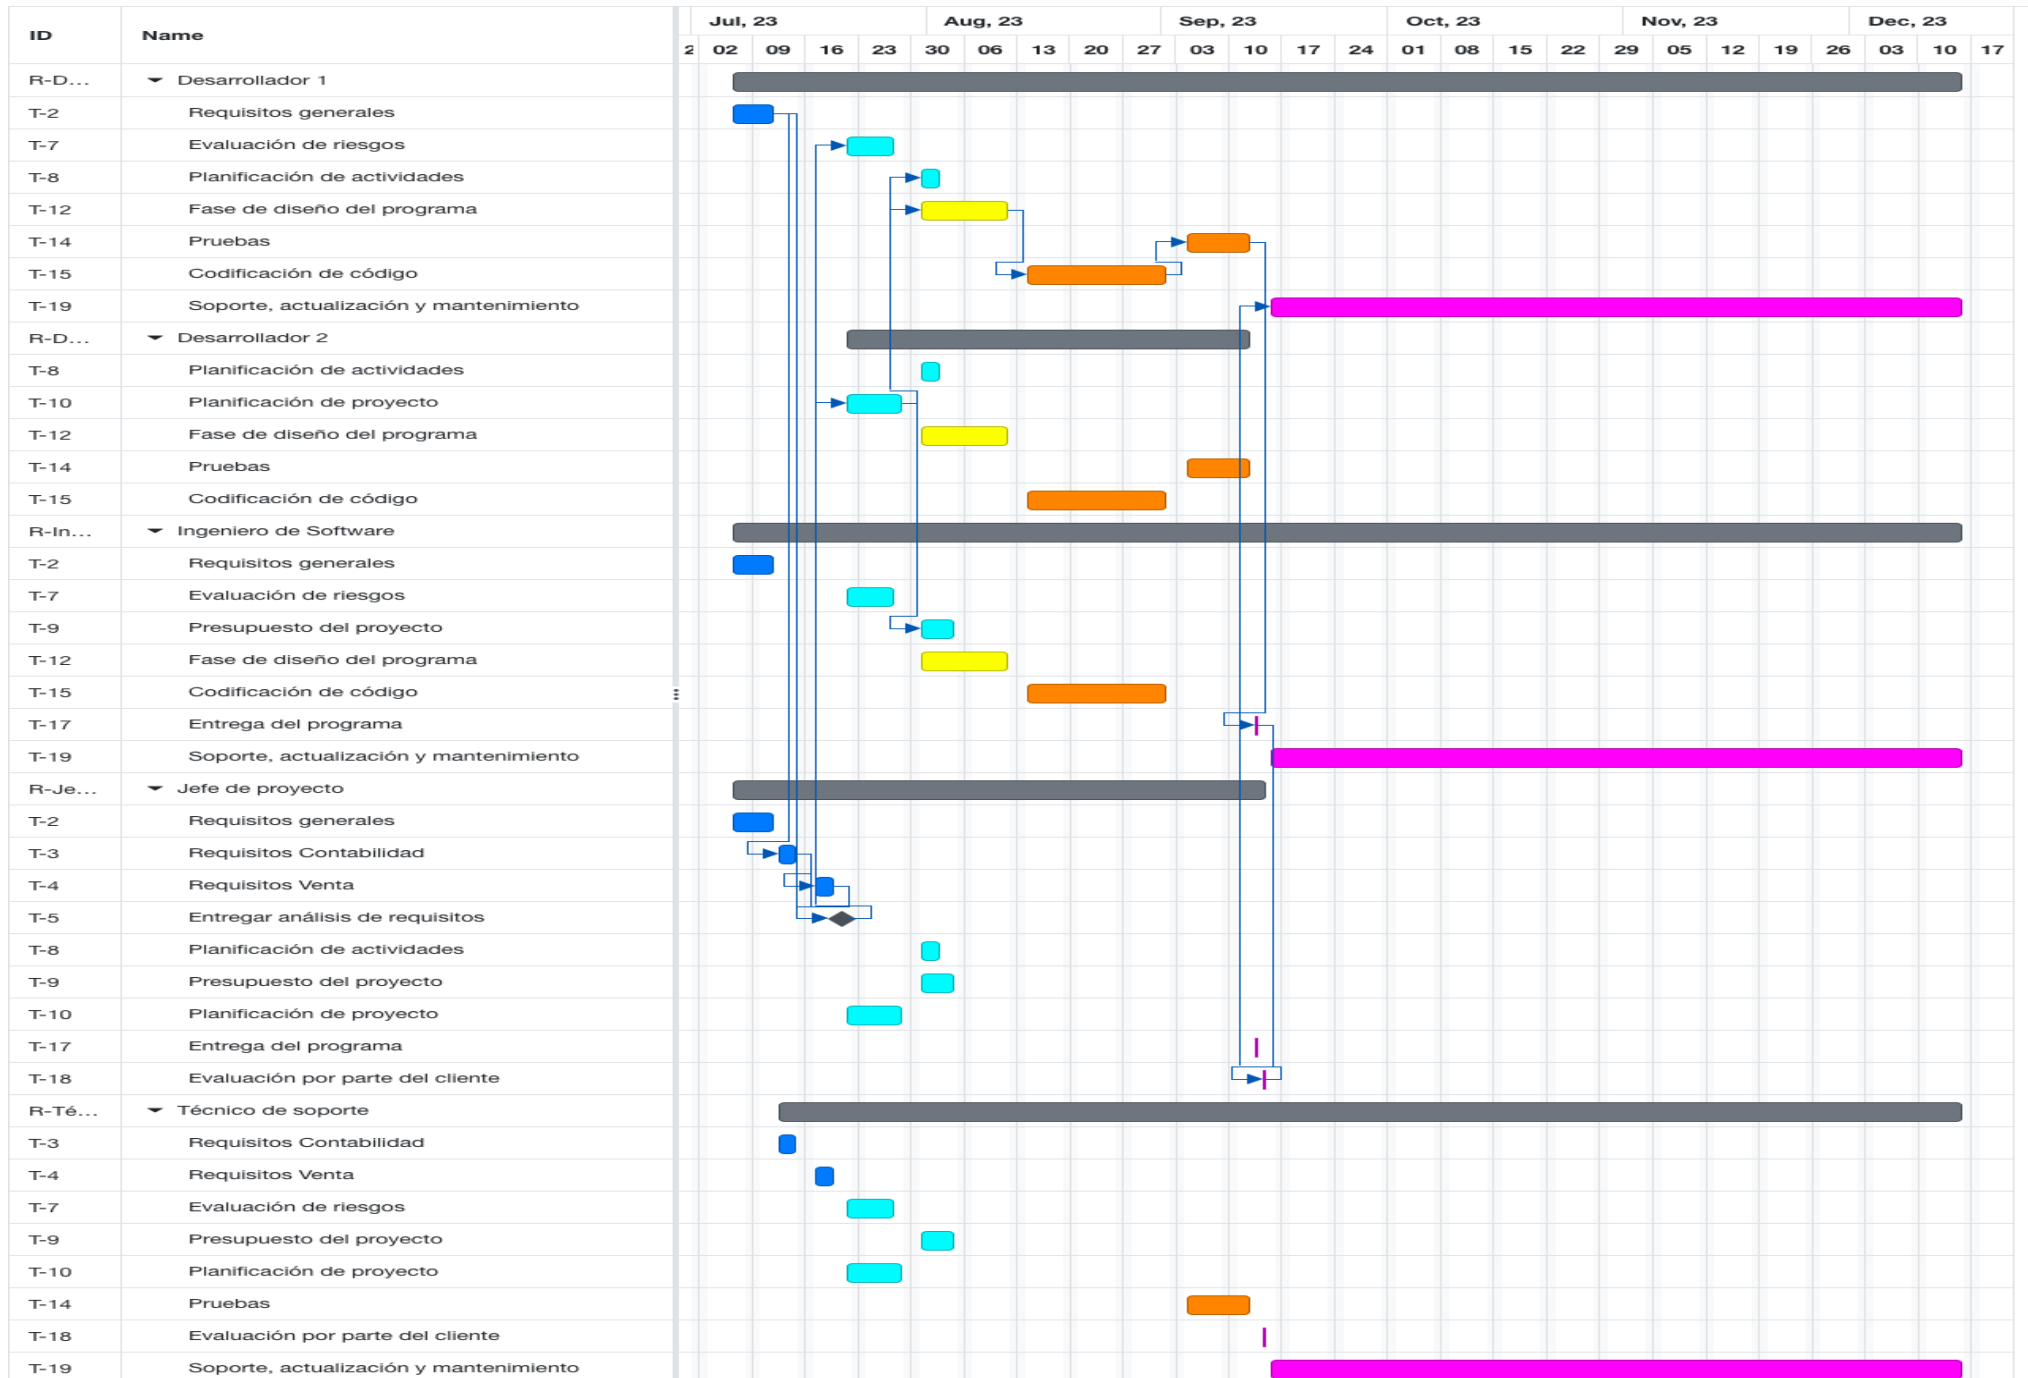 Jul, 23 Aug, 23 Sep, 23 Oct, 23 Nov, 23 Dec, 23
ID Name
2 02 09 16 23 30 06 13 20 27 03 10 17 24 01 08 15 22 29 05 12 19 26 03 10 17
R-D... Desarrollador 1
T-2 Requisitos generales
T-7 Evaluación de riesgos
T-8 Planificación de actividades
T-12 Fase de diseño del programa
T-14 Pruebas
T-15 Codificación de código
T-19 Soporte, actualización y mantenimiento
R-D... Desarrollador 2
T-8 Planificación de actividades
T-10 Planificación de proyecto
T-12 Fase de diseño del programa
T-14 Pruebas
T-15 Codificación de código
R-In... Ingeniero de Software
T-2 Requisitos generales
T-7 Evaluación de riesgos
T-9 Presupuesto del proyecto
T-12 Fase de diseño del programa
T-15 Codificación de código
T-17 Entrega del programa
T-19 Soporte, actualización y mantenimiento
R-Je... Jefe de proyecto
T-2 Requisitos generales
T-3 Requisitos Contabilidad
T-4 Requisitos Venta
T-5 Entregar análisis de requisitos
T-8 Planificación de actividades
T-9 Presupuesto del proyecto
T-10 Planificación de proyecto
T-17 Entrega del programa
T-18 Evaluación por parte del cliente
R-Té... Técnico de soporte
T-3 Requisitos Contabilidad
T-4 Requisitos Venta
T-7 Evaluación de riesgos
T-9 Presupuesto del proyecto
T-10 Planificación de proyecto
T-14 Pruebas
T-18 Evaluación por parte del cliente
T-19 Soporte, actualización y mantenimiento